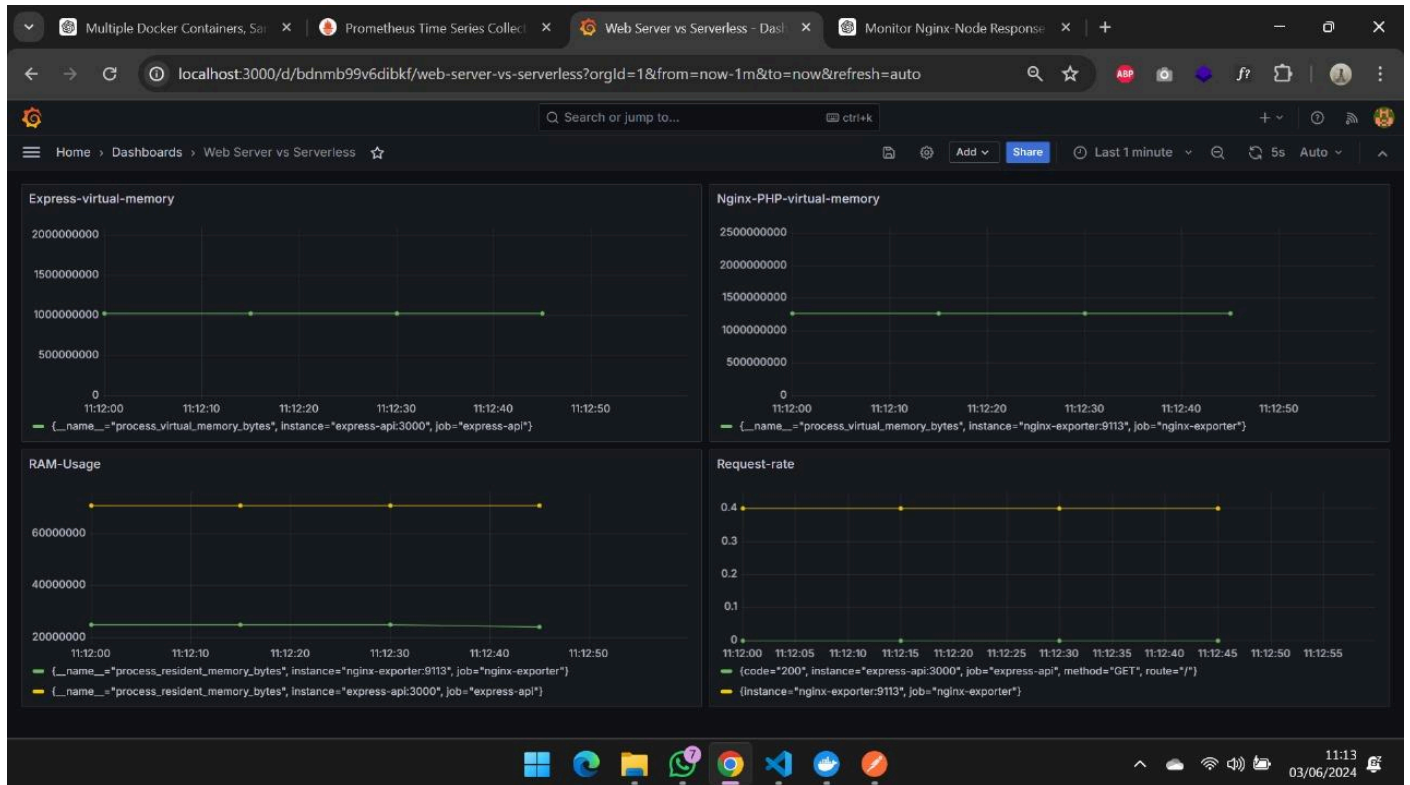 Multiple Docker Containers, Sar
Prometheus Time Series Collect
Web Server vs Serverless - Dash
Monitor Nginx-Node Response
localhost:3000/d/bdnmb99v6dibkf/web-server-vs-serverless?orgId=1&from=now-1m&to=now&refresh=auto
ABP
f?
Search or jump to...
ctrl+k
Home › Dashboards › Web Server vs Serverless
Add
Share
Last 1 minute
5s Auto
Express-virtual-memory
2000000000
1500000000
1000000000
500000000
0
11:12:00 11:12:10 11:12:20 11:12:30 11:12:40 11:12:50
{__name__="process_virtual_memory_bytes", instance="express-api:3000", job="express-api"}
Nginx-PHP-virtual-memory
2500000000
2000000000
1500000000
1000000000
500000000
0
11:12:00 11:12:10 11:12:20 11:12:30 11:12:40 11:12:50
{__name__="process_virtual_memory_bytes", instance="nginx-exporter:9113", job="nginx-exporter"}
RAM-Usage
60000000
40000000
20000000
11:12:00 11:12:10 11:12:20 11:12:30 11:12:40 11:12:50
{__name__="process_resident_memory_bytes", instance="nginx-exporter:9113", job="nginx-exporter"}
{__name__="process_resident_memory_bytes", instance="express-api:3000", job="express-api"}
Request-rate
0.4
0.3
0.2
0.1
0
11:12:00 11:12:05 11:12:10 11:12:15 11:12:20 11:12:25 11:12:30 11:12:35 11:12:40 11:12:45 11:12:50 11:12:55
{code="200", instance="express-api:3000", job="express-api", method="GET", route="/"}
{instance="nginx-exporter:9113", job="nginx-exporter"}
7
11:13
03/06/2024